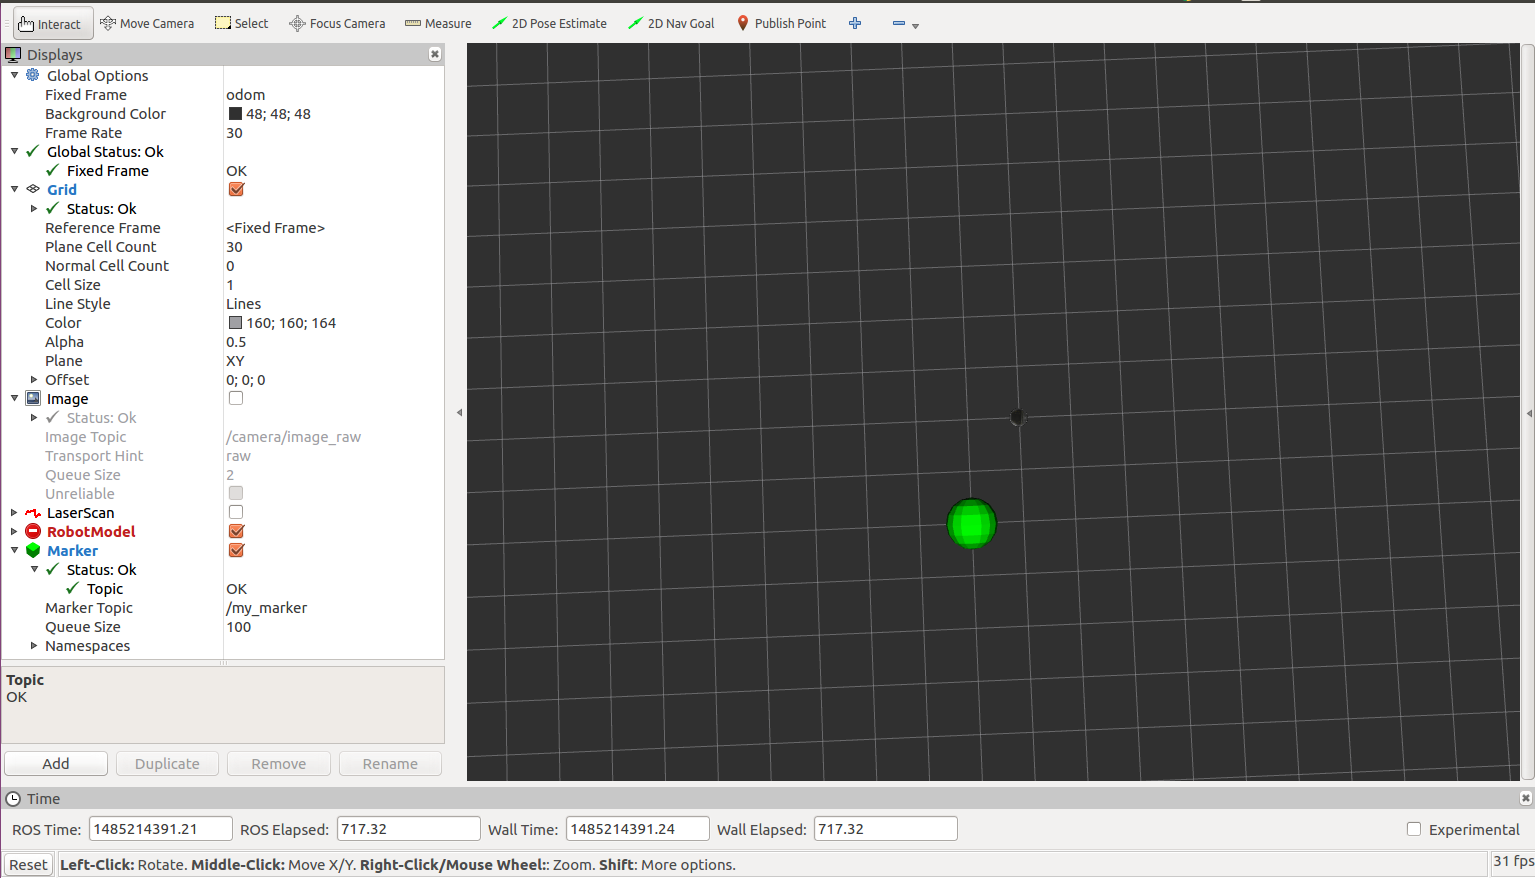 Interact Move Camera Select Focus Camera Measure 2D Pose Estimate 2D Nav Goal Publish Point
Displays
Global Options
Fixed Frame odom
Background Color 48; 48; 48
Frame Rate 30
Global Status: Ok
Fixed Frame OK
Grid
Status: Ok
Reference Frame <Fixed Frame>
Plane Cell Count 30
Normal Cell Count 0
Cell Size 1
Line Style Lines
Color 160; 160; 164
Alpha 0.5
Plane XY
Offset 0; 0; 0
Image
Status: Ok
Image Topic /camera/image_raw
Transport Hint raw
Queue Size 2
Unreliable
LaserScan
RobotModel
Marker
Status: Ok
Topic OK
Marker Topic /my_marker
Queue Size 100
Namespaces
Topic
OK
Add Duplicate Remove Rename
Time
ROS Time: 1485214391.21 ROS Elapsed: 717.32 Wall Time: 1485214391.24 Wall Elapsed: 717.32 Experimental
Reset Left-Click: Rotate. Middle-Click: Move X/Y. Right-Click/Mouse Wheel:: Zoom. Shift: More options. 31 fps